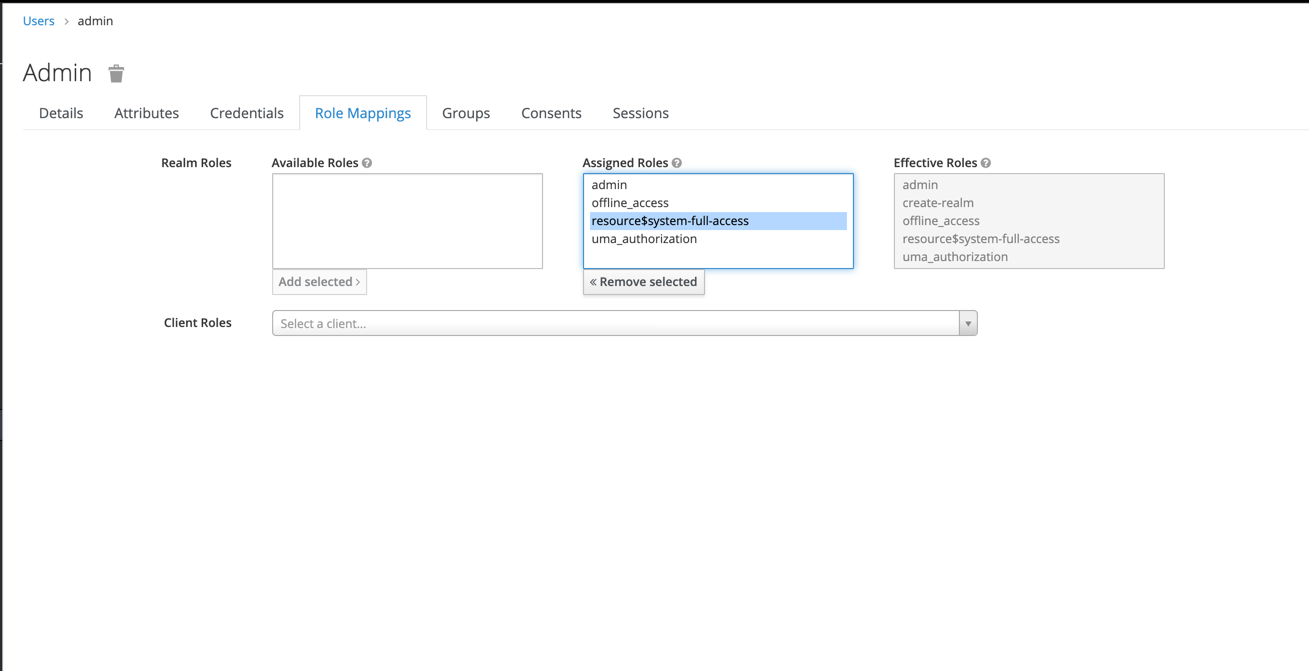 Users › admin
Admin
Details Attributes Credentials Role Mappings Groups Consents Sessions
Realm Roles
Available Roles ?
Add selected ›
Assigned Roles ?
admin
offline_access
resource$system-full-access
uma_authorization
« Remove selected
Effective Roles ?
admin
create-realm
offline_access
resource$system-full-access
uma_authorization
Client Roles
Select a client...